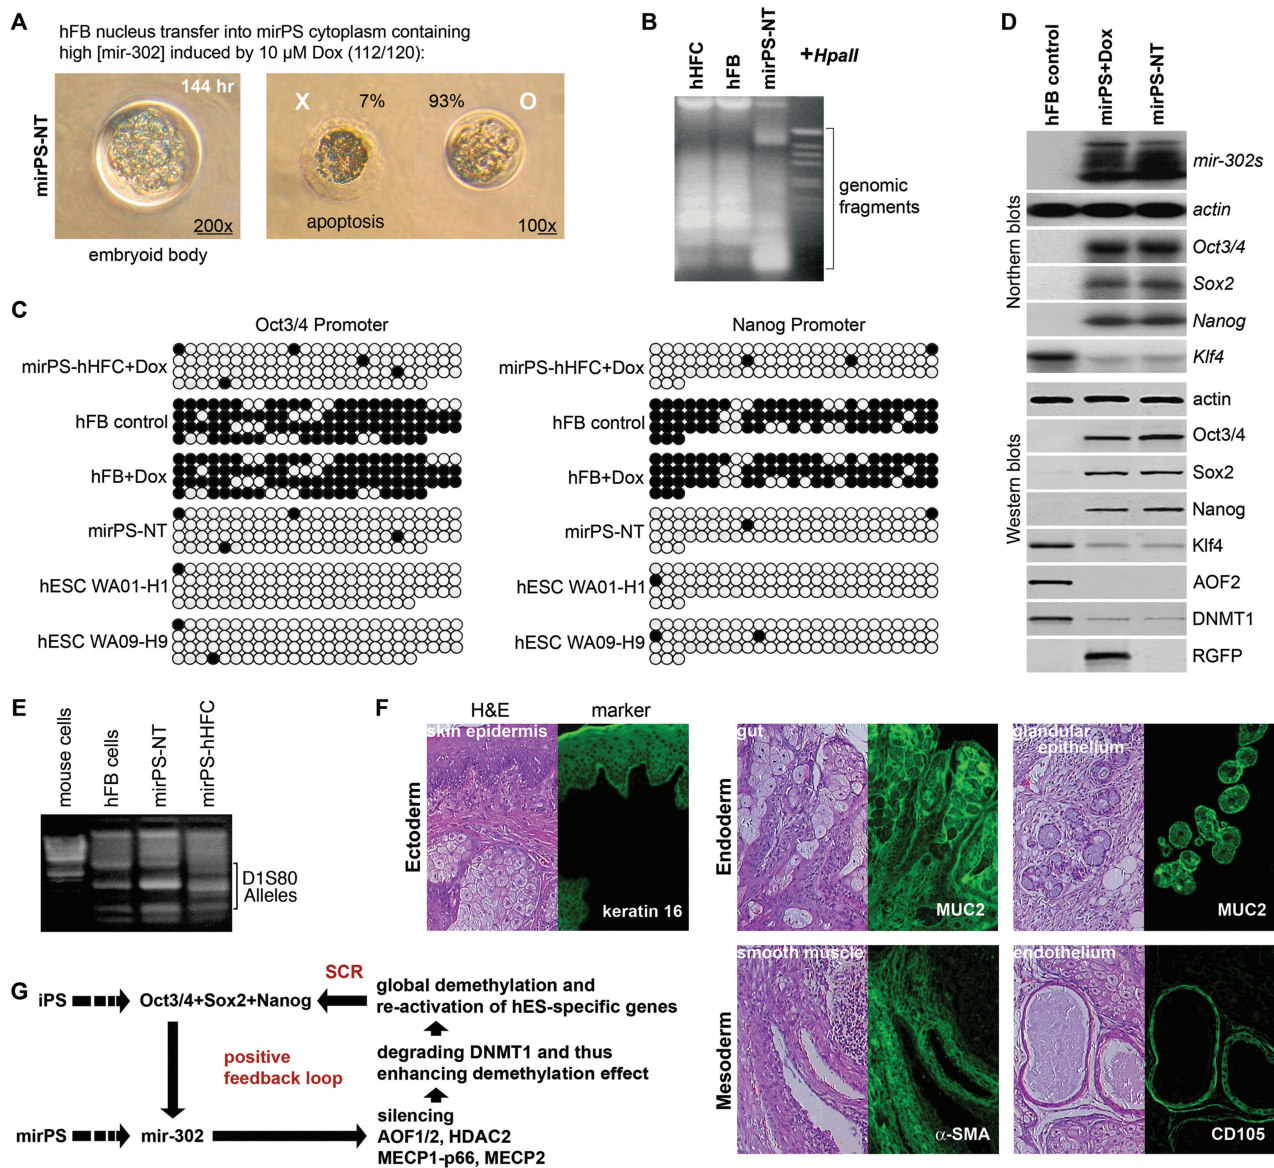 A
hFB nucleus transfer into mirPS cytoplasm containing
high [mir-302] induced by 10 µM Dox (112/120):
mirPS-NT
144 hr
200x
embryoid body
X
7%
93%
O
apoptosis
100x
B
hHFC
hFB
mirPS-NT
+HpaII
genomic
fragments
C
Oct3/4 Promoter
Nanog Promoter
mirPS-hHFC+Dox
mirPS-hHFC+Dox
hFB control
hFB control
hFB+Dox
hFB+Dox
mirPS-NT
mirPS-NT
hESC WA01-H1
hESC WA01-H1
hESC WA09-H9
hESC WA09-H9
D
hFB control
mirPS+Dox
mirPS-NT
Northern blots
mir-302s
actin
Oct3/4
Sox2
Nanog
Klf4
Western blots
actin
Oct3/4
Sox2
Nanog
Klf4
AOF2
DNMT1
RGFP
E
mouse cells
hFB cells
mirPS-NT
mirPS-hHFC
D1S80
Alleles
F
H&E
marker
Ectoderm
skin epidermis
keratin 16
Endoderm
gut
MUC2
glandular
epithelium
MUC2
Mesoderm
smooth muscle
α-SMA
endothelium
CD105
G
iPS
Oct3/4+Sox2+Nanog
SCR
global demethylation and
re-activation of hES-specific genes
positive
feedback loop
degrading DNMT1 and thus
enhancing demethylation effect
mirPS
mir-302
silencing
AOF1/2, HDAC2
MECP1-p66, MECP2